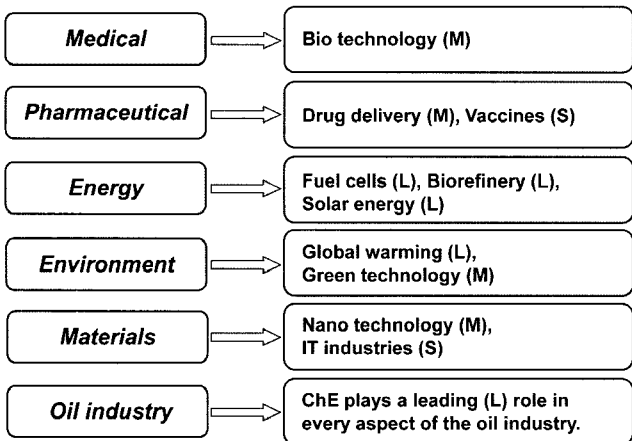 Medical
Bio technology (M)
Pharmaceutical
Drug delivery (M), Vaccines (S)
Energy
Fuel cells (L), Biorefinery (L),
Solar energy (L)
Environment
Global warming (L),
Green technology (M)
Materials
Nano technology (M),
IT industries (S)
Oil industry
ChE plays a leading (L) role in
every aspect of the oil industry.